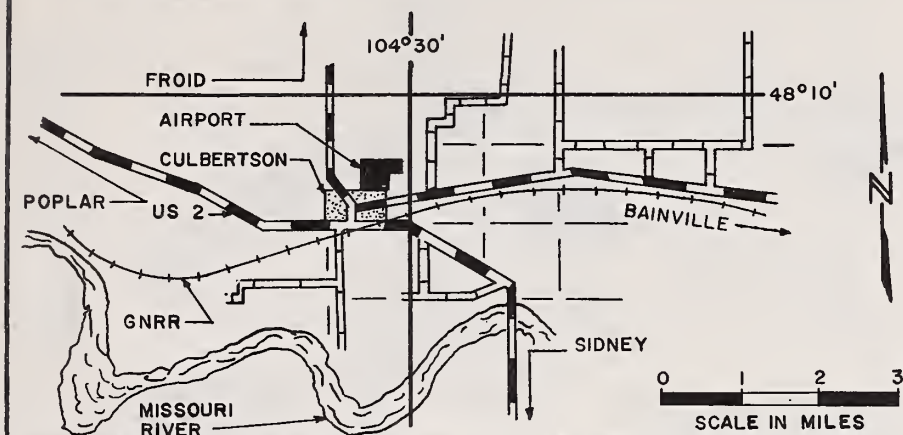 104°30'
FROID
48°10'
AIRPORT
CULBERTSON
POPLAR
US 2
BAINVILLE
N
GNRR
SIDNEY
0 1 2 3
SCALE IN MILES
MISSOURI
RIVER